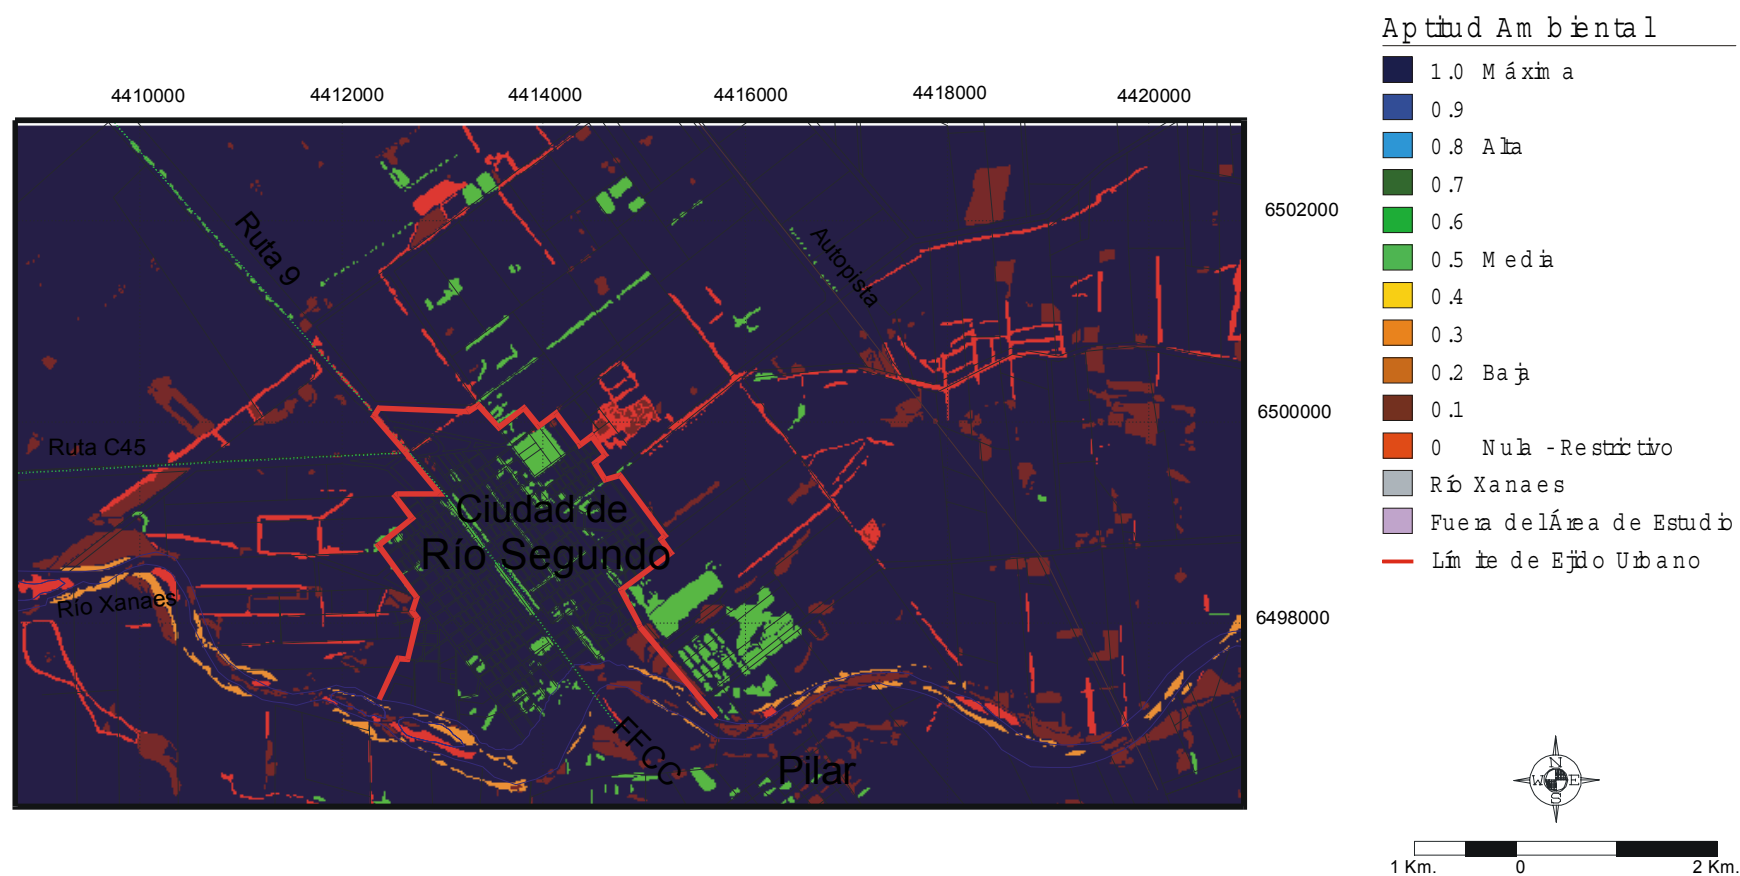 Aptitud Ambiental
1.0 Máxima
0.9
0.8 Alta
0.7
0.6
0.5 Media
0.4
0.3
0.2 Baja
0.1
0 Nula - Restrictivo
Río Xanaes
Fuera del Área de Estudio
Límite de Ejido Urbano
4410000 4412000 4414000 4416000 4418000 4420000
6502000
6500000
6498000
Ruta 9
Autopista
Ruta C45
Ciudad de
Río Segundo
Río Xanaes
FFCC
Pilar
N
W E
S
1 Km. 0 2 Km.